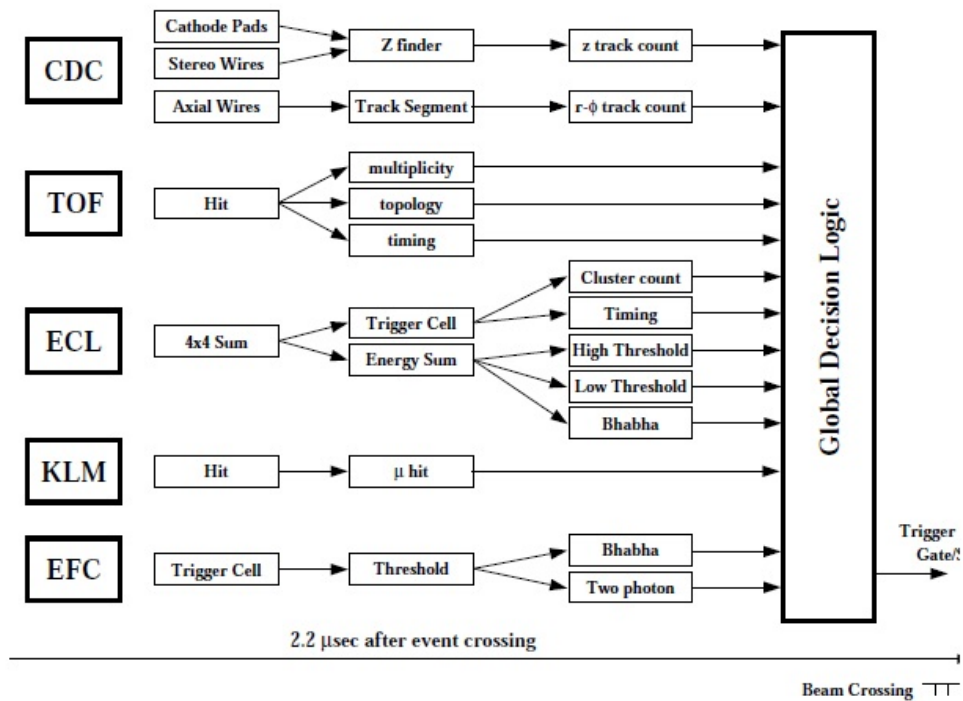 CDC
Cathode Pads
Stereo Wires
Z finder
z track count
Axial Wires
Track Segment
r-ϕ track count
TOF
Hit
multiplicity
topology
timing
ECL
4x4 Sum
Trigger Cell
Energy Sum
Cluster count
Timing
High Threshold
Low Threshold
Bhabha
KLM
Hit
μ hit
EFC
Trigger Cell
Threshold
Bhabha
Two photon
Global Decision Logic
Trigger
Gate/
2.2 μsec after event crossing
Beam Crossing